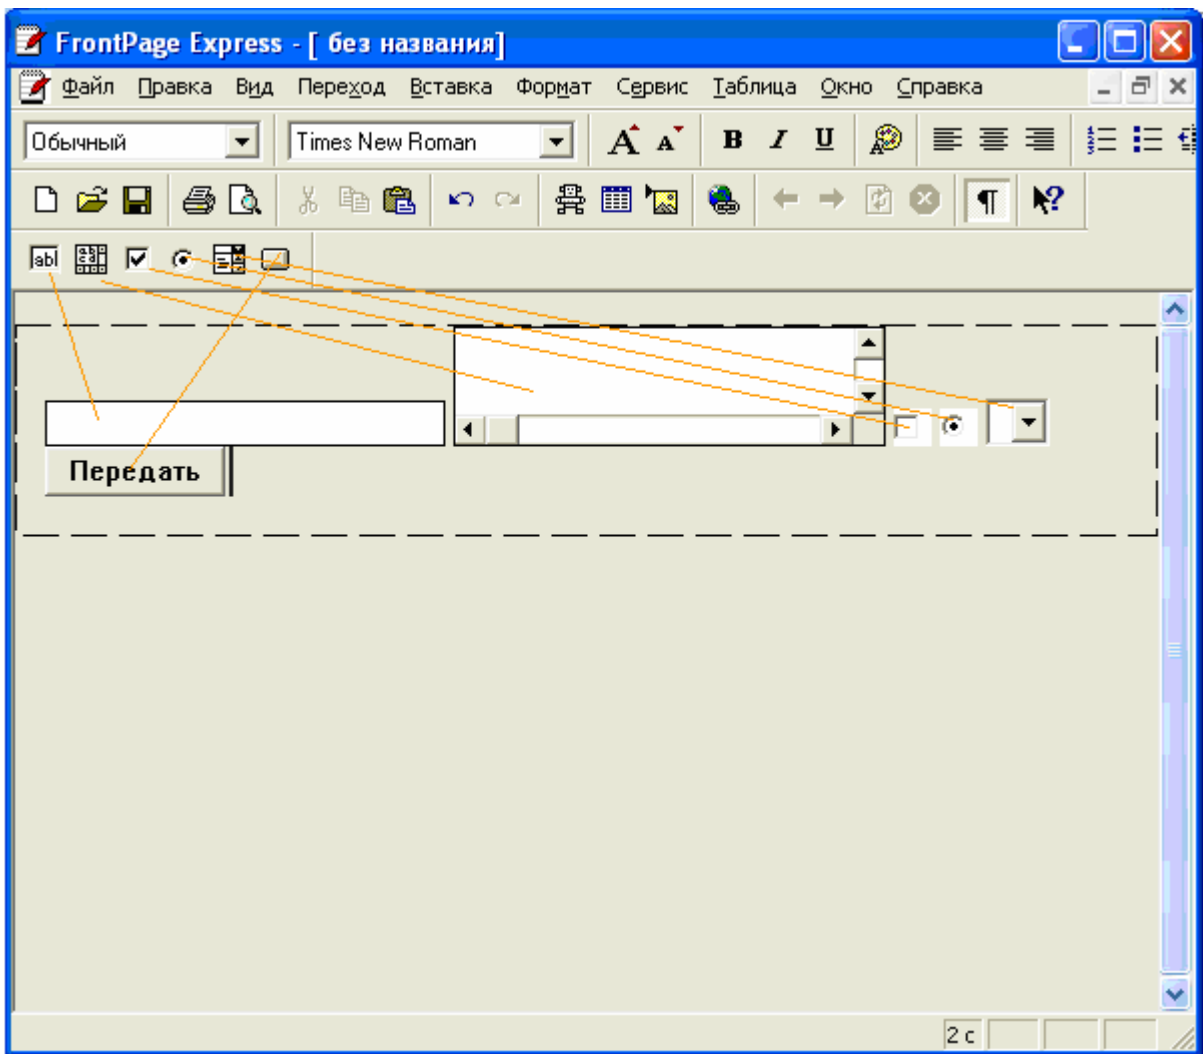 FrontPage Express - [ без названия]
Файл Правка Вид Переход Вставка Формат Сервис Таблица Окно Справка
Обычный Times New Roman A A B I U
¶ ?
abl
Передать
2 с